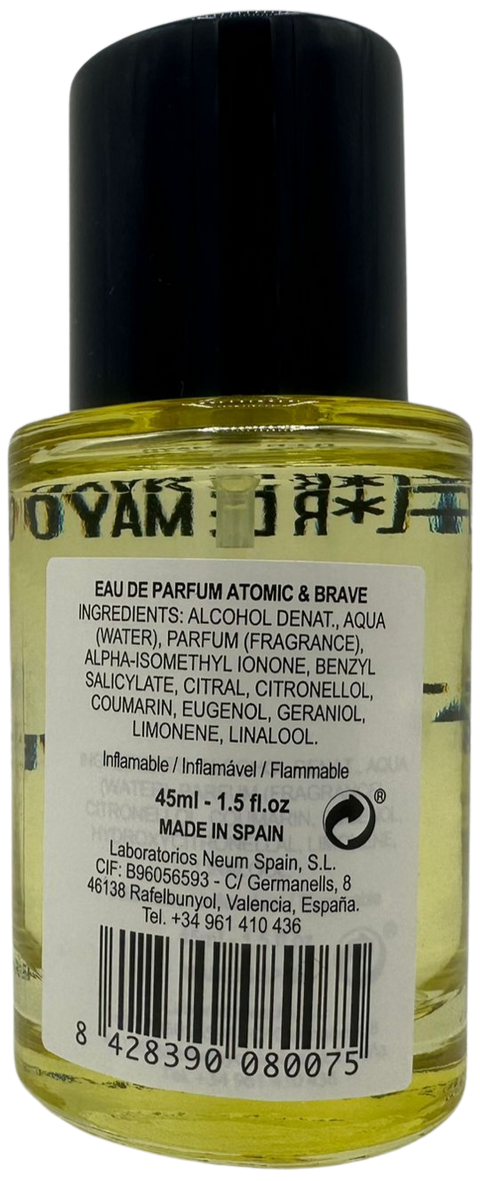 EAU DE PARFUM ATOMIC & BRAVE
INGREDIENTS: ALCOHOL DENAT., AQUA
(WATER), PARFUM (FRAGRANCE),
ALPHA-ISOMETHYL IONONE, BENZYL
SALICYLATE, CITRAL, CITRONELLOL,
COUMARIN, EUGENOL, GERANIOL,
LIMONENE, LINALOOL.
Inflamable / Inflamável / Flammable
45ml - 1.5 fl.oz
®
MADE IN SPAIN
Laboratorios Neum Spain, S.L.
CIF: B96056593 - C/ Germanells, 8
46138 Rafelbunyol, Valencia, España.
Tel. +34 961 410 436
8 428390 080075